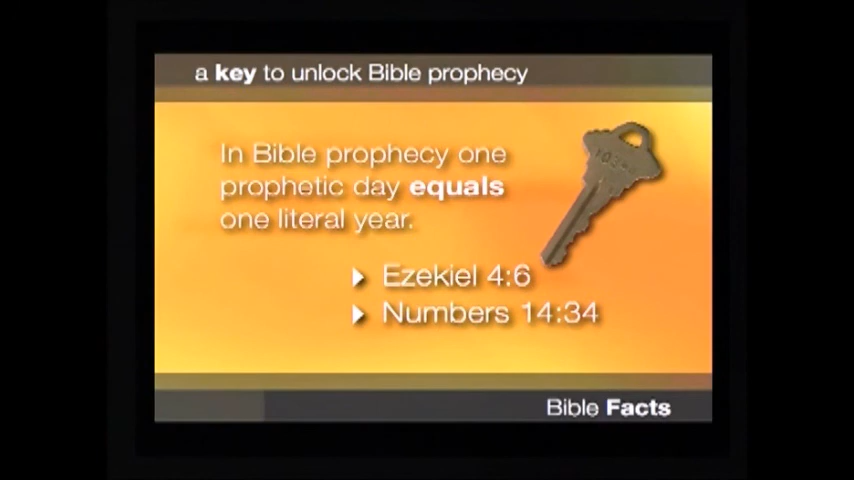 a key to unlock Bible prophecy
In Bible prophecy one
prophetic day equals
one literal year.
Ezekiel 4:6
Numbers 14:34
Bible Facts